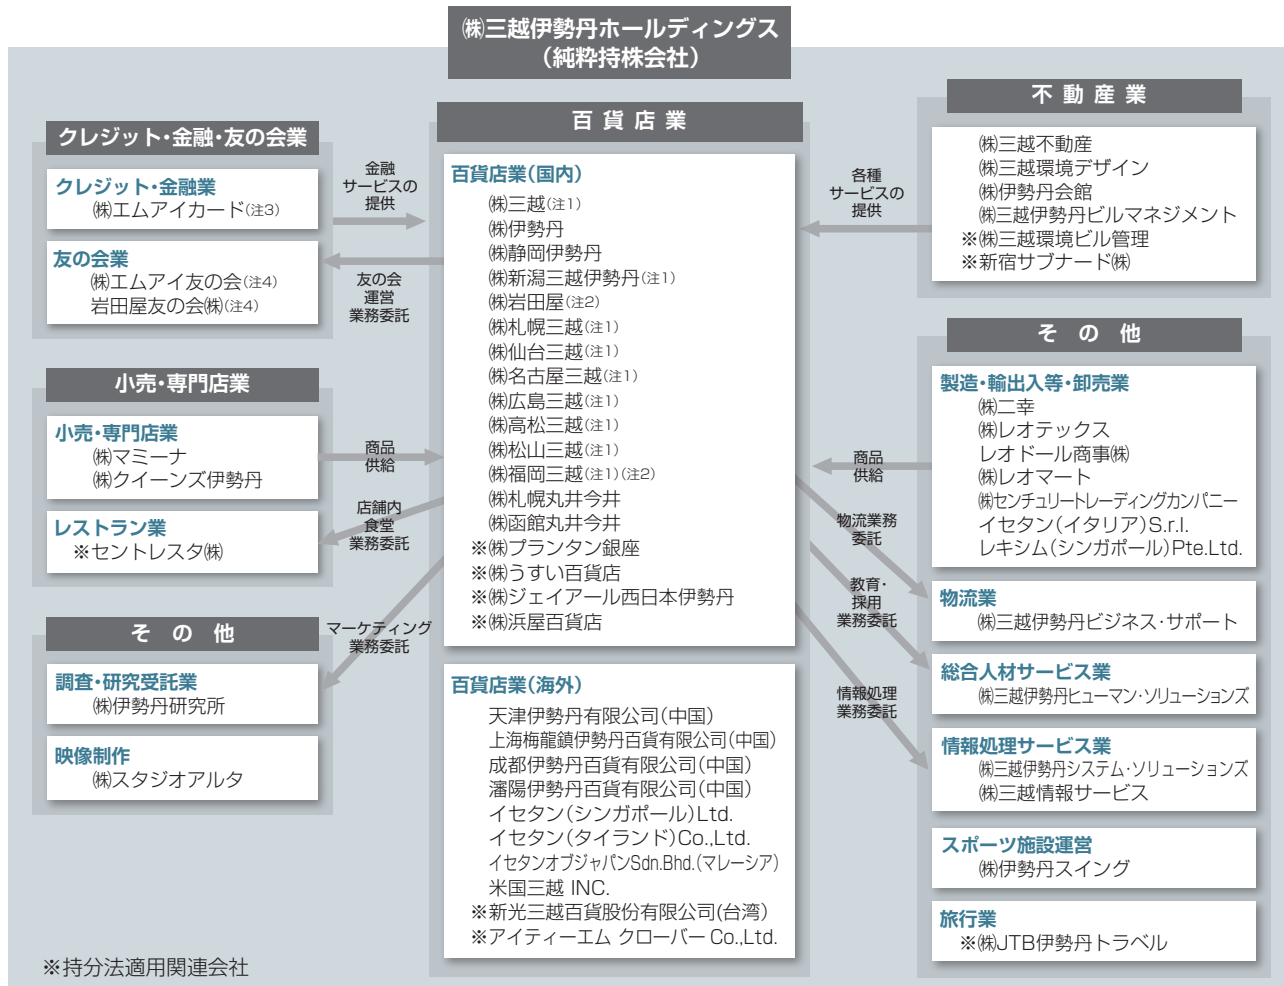 ㈱三越伊勢丹ホールディングス
（純粋持株会社）
クレジット・金融・友の会業
クレジット・金融業
㈱エムアイカード(注3)
友の会業
㈱エムアイ友の会(注4)
岩田屋友の会㈱(注4)
金融
サービスの
提供
友の会
運営
業務委託
小売・専門店業
小売・専門店業
㈱マミーナ
㈱クイーンズ伊勢丹
レストラン業
※セントレスタ㈱
商品
供給
店舗内
食堂
業務委託
その他
調査・研究受託業
㈱伊勢丹研究所
映像制作
㈱スタジオアルタ
マーケティング
業務委託
百貨店業
百貨店業（国内）
㈱三越(注1)
㈱伊勢丹
㈱静岡伊勢丹
㈱新潟三越伊勢丹(注1)
㈱岩田屋(注2)
㈱札幌三越(注1)
㈱仙台三越(注1)
㈱名古屋三越(注1)
㈱広島三越(注1)
㈱高松三越(注1)
㈱松山三越(注1)
㈱福岡三越(注1)(注2)
㈱札幌丸井今井
㈱函館丸井今井
※㈱プランタン銀座
※㈱うすい百貨店
※㈱ジェイアール西日本伊勢丹
※㈱浜屋百貨店
百貨店業（海外）
天津伊勢丹有限公司（中国）
上海梅龍鎮伊勢丹百貨有限公司（中国）
成都伊勢丹百貨有限公司（中国）
瀋陽伊勢丹百貨有限公司（中国）
イセタン（シンガポール）Ltd.
イセタン（タイランド）Co.,Ltd.
イセタンオブジャパンSdn.Bhd.（マレーシア）
米国三越 INC.
※新光三越百貨股份有限公司(台湾）
※アイティーエム クローバー Co.,Ltd.
各種
サービスの
提供
商品
供給
物流業務
委託
教育・
採用
業務委託
情報処理
業務委託
不動産業
㈱三越不動産
㈱三越環境デザイン
㈱伊勢丹会館
㈱三越伊勢丹ビルマネジメント
※㈱三越環境ビル管理
※新宿サブナード㈱
その他
製造・輸出入等・卸売業
㈱二幸
㈱レオテックス
レオドール商事㈱
㈱レオマート
㈱センチュリートレーディングカンパニー
イセタン（イタリア）S.r.l.
レキシム（シンガポール）Pte.Ltd.
物流業
㈱三越伊勢丹ビジネス・サポート
総合人材サービス業
㈱三越伊勢丹ヒューマン・ソリューションズ
情報処理サービス業
㈱三越伊勢丹システム・ソリューションズ
㈱三越情報サービス
スポーツ施設運営
㈱伊勢丹スイング
旅行業
※㈱JTB伊勢丹トラベル
※持分法適用関連会社